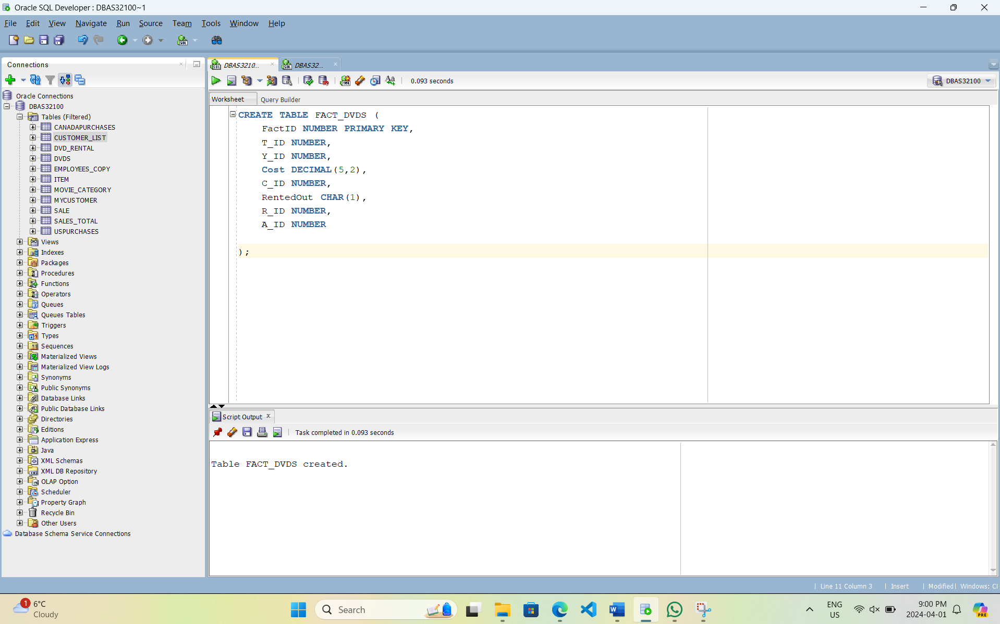 Oracle SQL Developer : DBAS32100~1
File Edit View Navigate Run Source Team Tools Window Help
Connections
Oracle Connections
DBAS32100
Tables (Filtered)
CANADAPURCHASES
CUSTOMER_LIST
DVD_RENTAL
DVDS
EMPLOYEES_COPY
ITEM
MOVIE_CATEGORY
MYCUSTOMER
SALE
SALES_TOTAL
USPURCHASES
Views
Indexes
Packages
Procedures
Functions
Operators
Queues
Queues Tables
Triggers
Types
Sequences
Materialized Views
Materialized View Logs
Synonyms
Public Synonyms
Database Links
Public Database Links
Directories
Editions
Application Express
Java
XML Schemas
XML DB Repository
OLAP Option
Scheduler
Property Graph
Recycle Bin
Other Users
Database Schema Service Connections
DBAS3210... DBAS32...
0.093 seconds DBAS32100
Worksheet Query Builder
CREATE TABLE FACT_DVDS (
FactID NUMBER PRIMARY KEY,
T_ID NUMBER,
Y_ID NUMBER,
Cost DECIMAL(5,2),
C_ID NUMBER,
RentedOut CHAR(1),
R_ID NUMBER,
A_ID NUMBER
);
Script Output
Task completed in 0.093 seconds
Table FACT_DVDS created.
Line 11 Column 3 Insert Modified Windows: Cl
1
6°C
Cloudy
Search
ENG
US
9:00 PM
2024-04-01
PRE